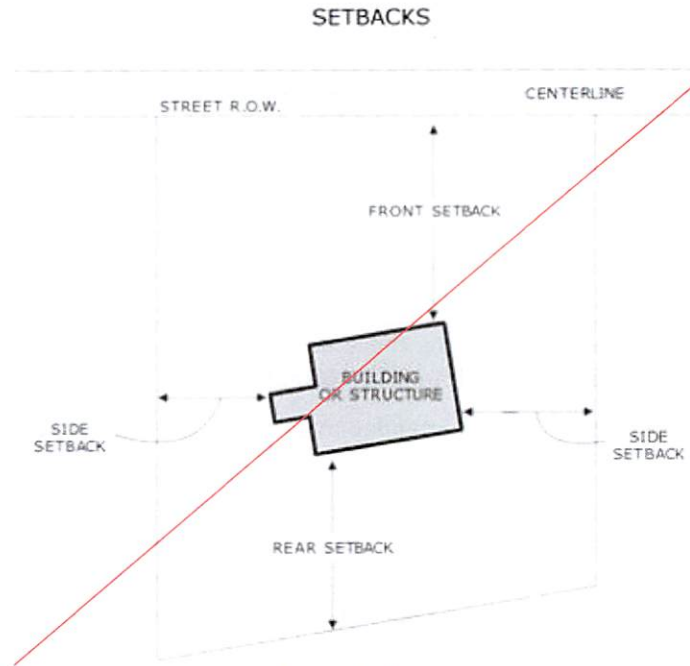 SETBACKS
CENTERLINE
STREET R.O.W.
FRONT SETBACK
BUILDING
OR STRUCTURE
SIDE
SETBACK
SIDE
SETBACK
REAR SETBACK